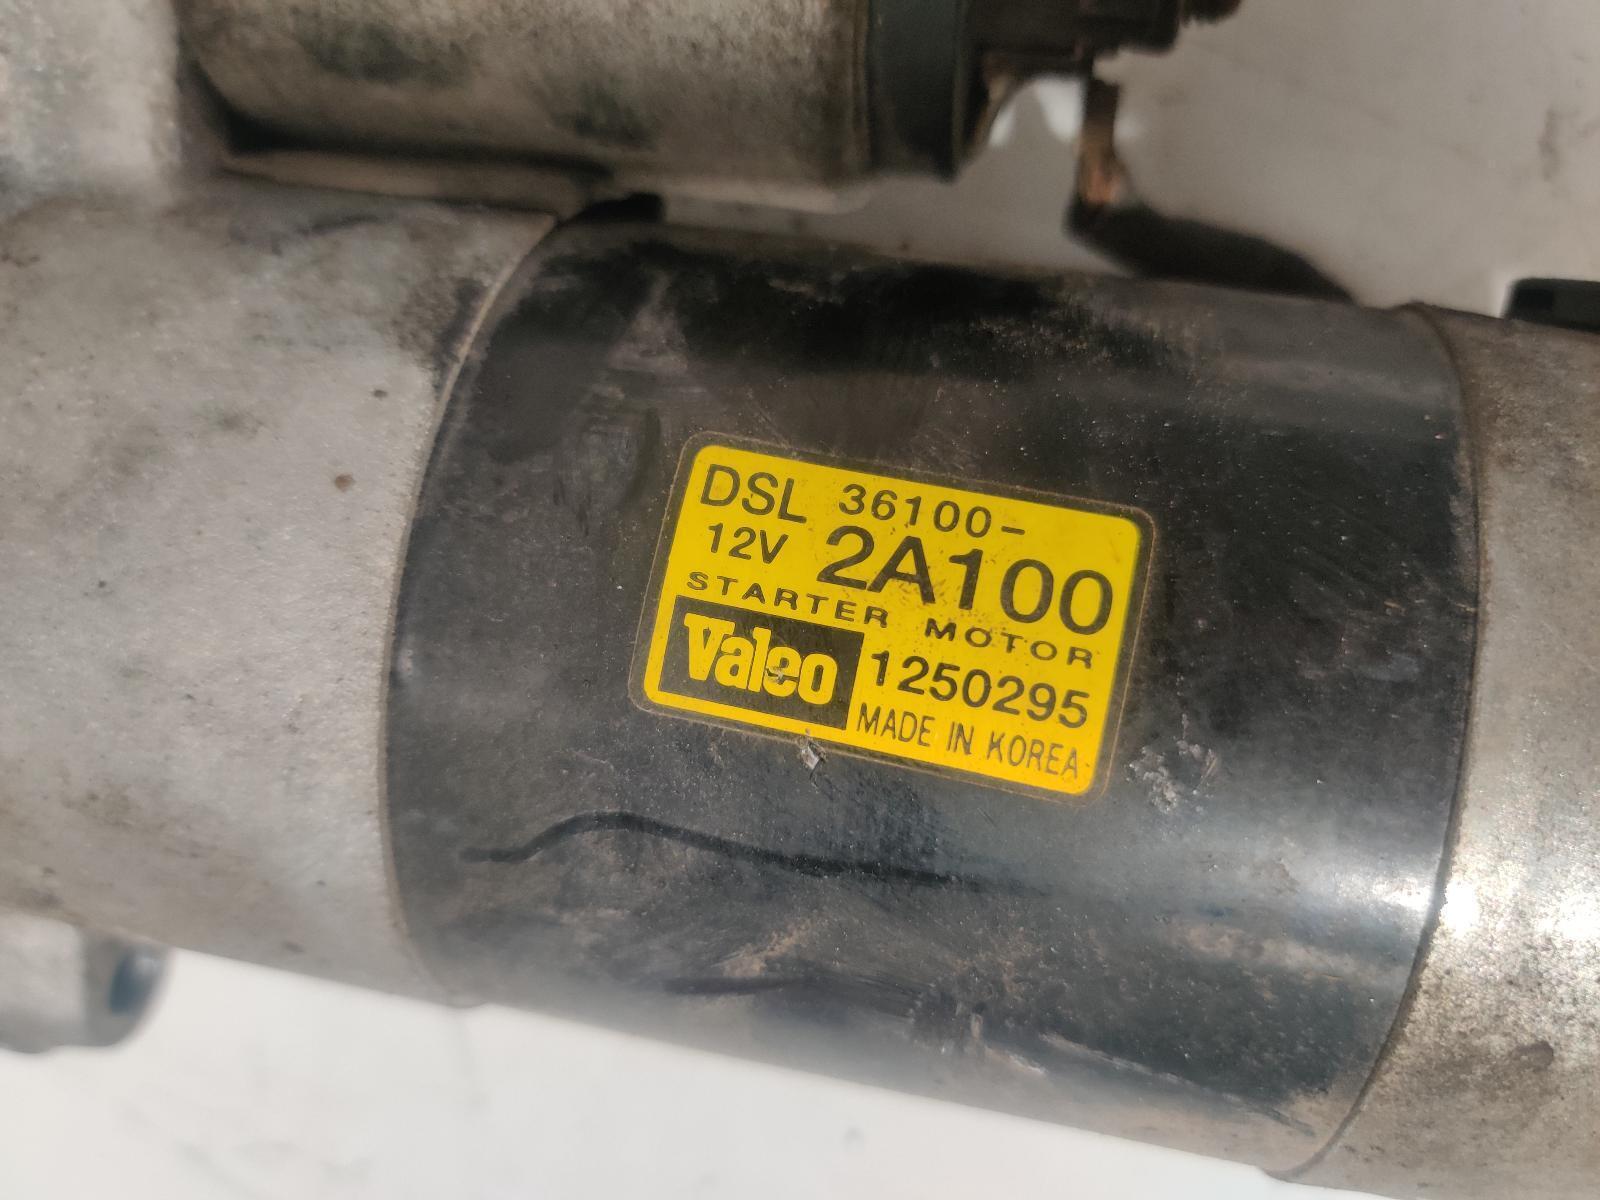 DSL 36100-
12V 2A100
STARTER MOTOR
Valeo 1250295
MADE IN KOREA